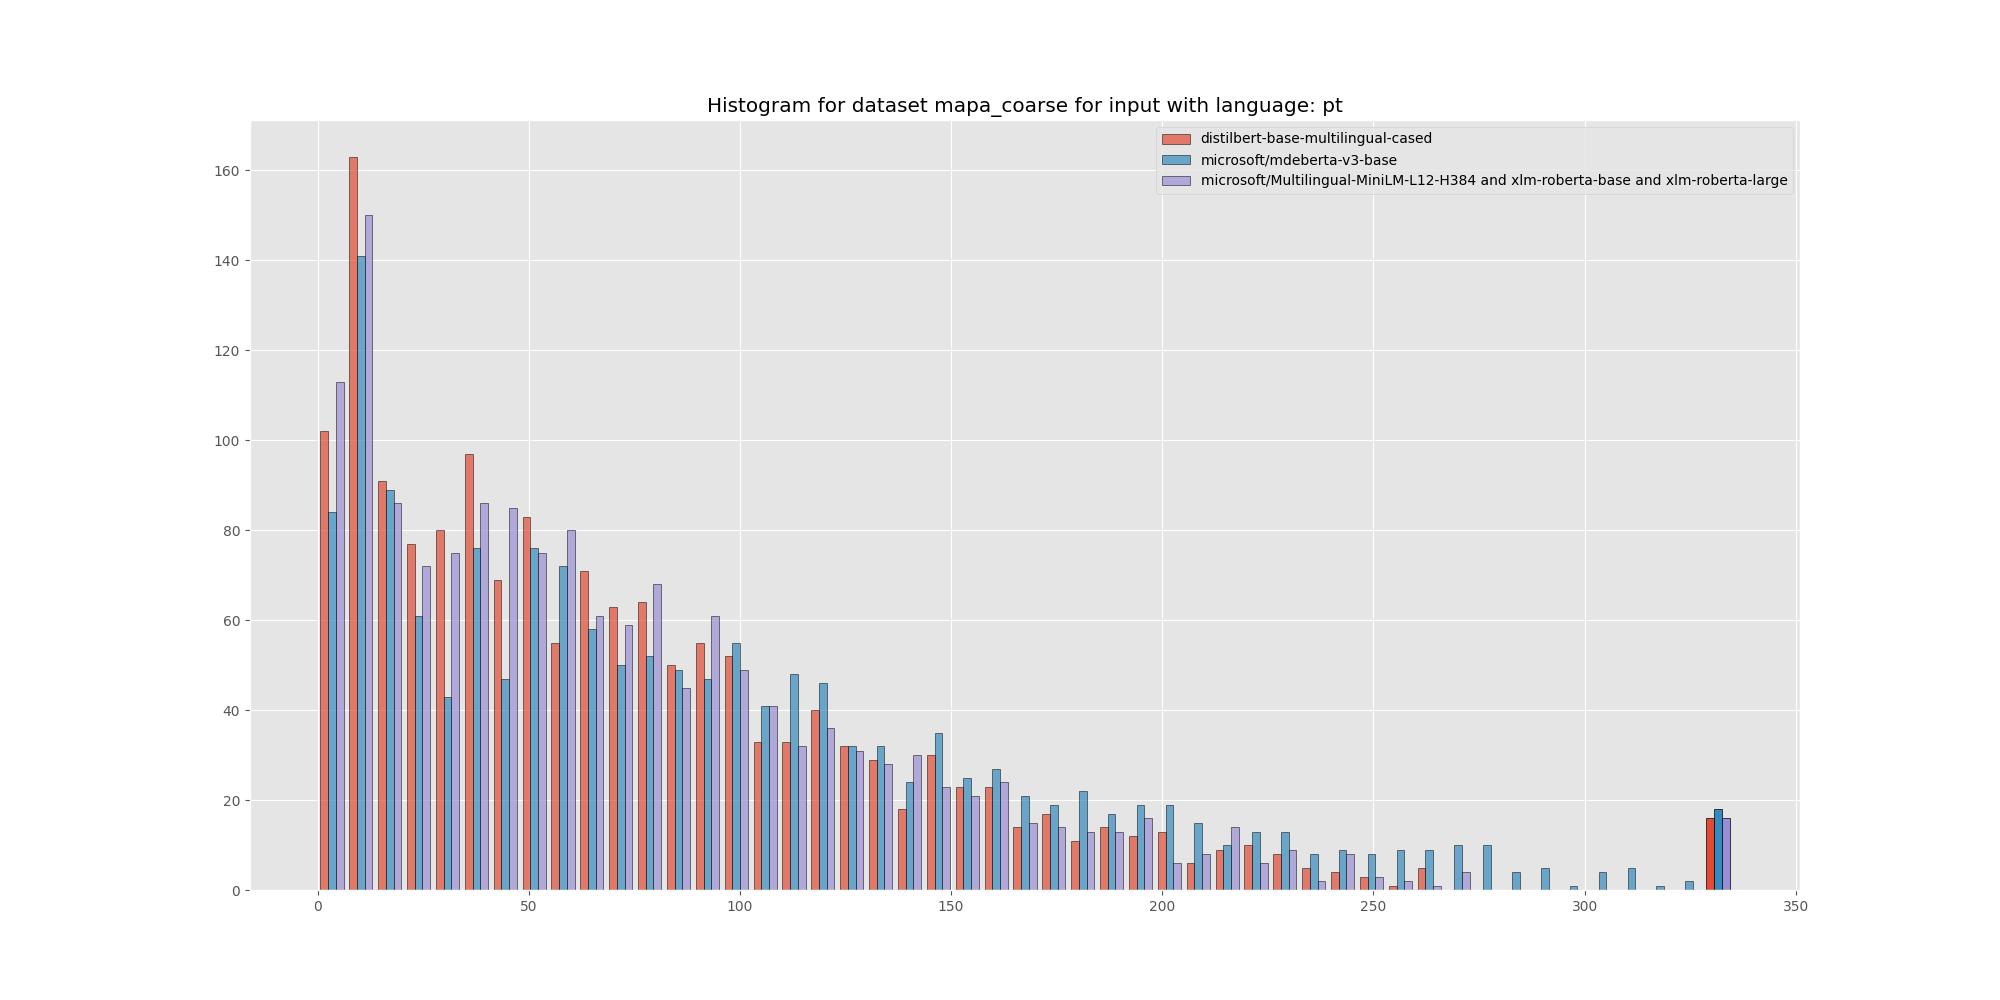 Histogram for dataset mapa_coarse for input with language: pt
distilbert-base-multilingual-cased
microsoft/mdeberta-v3-base
microsoft/Multilingual-MiniLM-L12-H384 and xlm-roberta-base and xlm-roberta-large
160
140
120
100
80
60
40
20
0
0 50 100 150 200 250 300 350